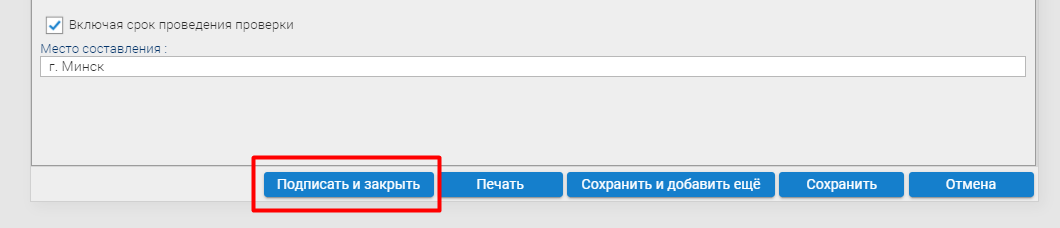 Включая срок проведения проверки
Место составления :
г. Минск
Подписать и закрыть Печать Сохранить и добавить ещё Сохранить Отмена